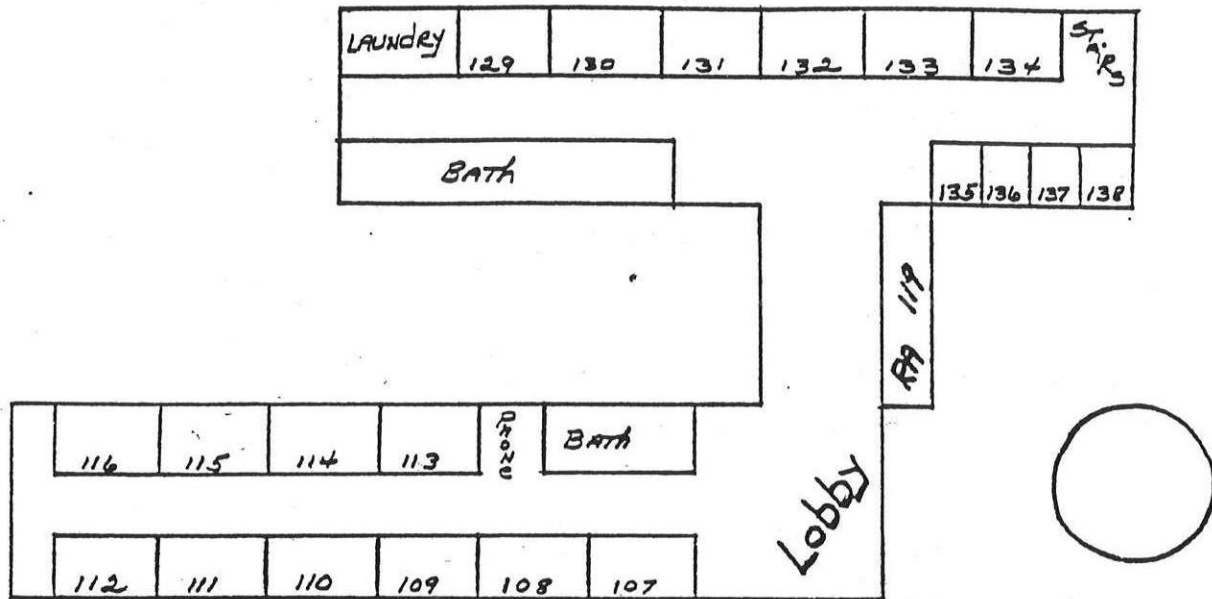 LAUNDRY 129 130 131 132 133 134 STAIRS
BATH
135 136 137 138
RA 119
116 115 114 113 PHONE BATH
Lobby
112 111 110 109 108 107